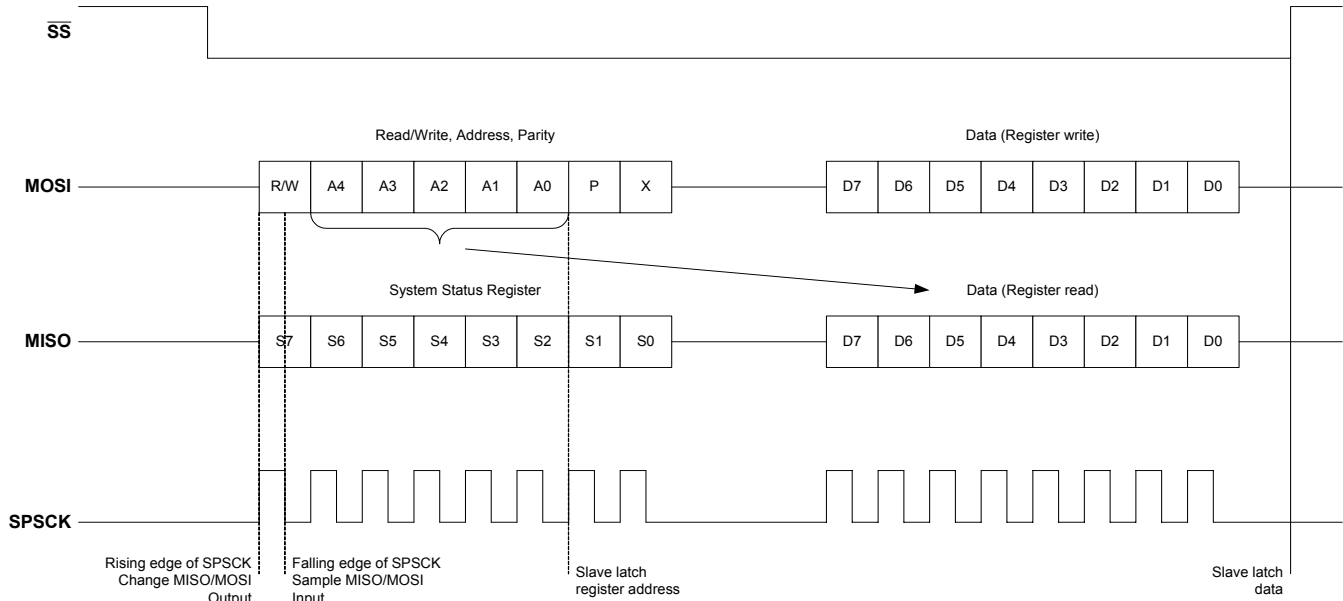 SS
Read/Write, Address, Parity
Data (Register write)
MOSI
R/W A4 A3 A2 A1 A0 P X
D7 D6 D5 D4 D3 D2 D1 D0
System Status Register
Data (Register read)
MISO
S7 S6 S5 S4 S3 S2 S1 S0
D7 D6 D5 D4 D3 D2 D1 D0
SPSCK
Rising edge of SPSCK
Change MISO/MOSI
Output
Falling edge of SPSCK
Sample MISO/MOSI
Input
Slave latch
register address
Slave latch
data